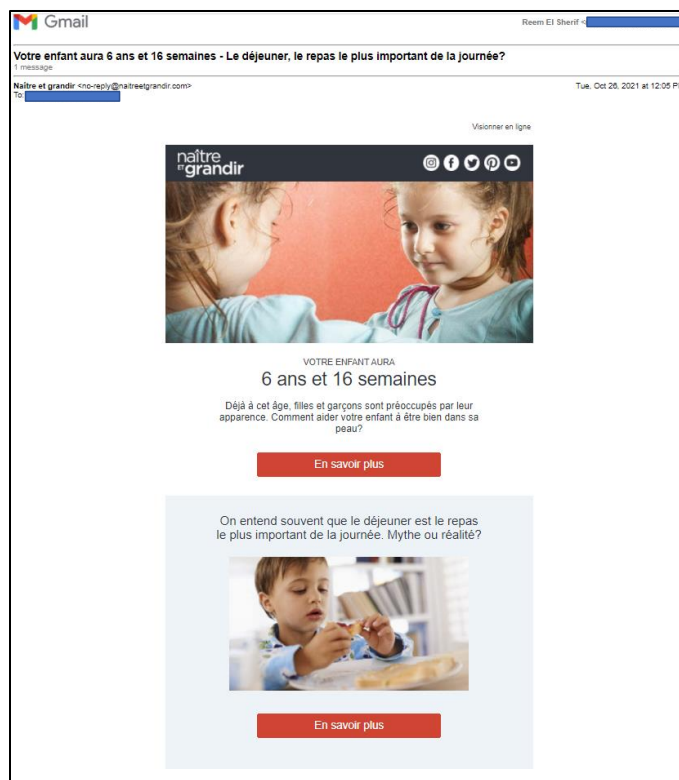 Gmail
Reem El Sherif <
Votre enfant aura 6 ans et 16 semaines - Le déjeuner, le repas le plus important de la journée?
1 message
Naître et grandir <no-reply@naitreetgrandir.com>
Tue, Oct 26, 2021 at 12:05 P
To:
Visionner en ligne
naître
ET grandir
VOTRE ENFANT AURA
6 ans et 16 semaines
Déjà à cet âge, filles et garçons sont préoccupés par leur
apparence. Comment aider votre enfant á être bien dans sa
peau?
En savoir plus
On entend souvent que le déjeuner est le repas
le plus important de la journée. Mythe ou réalité?
En savoir plus